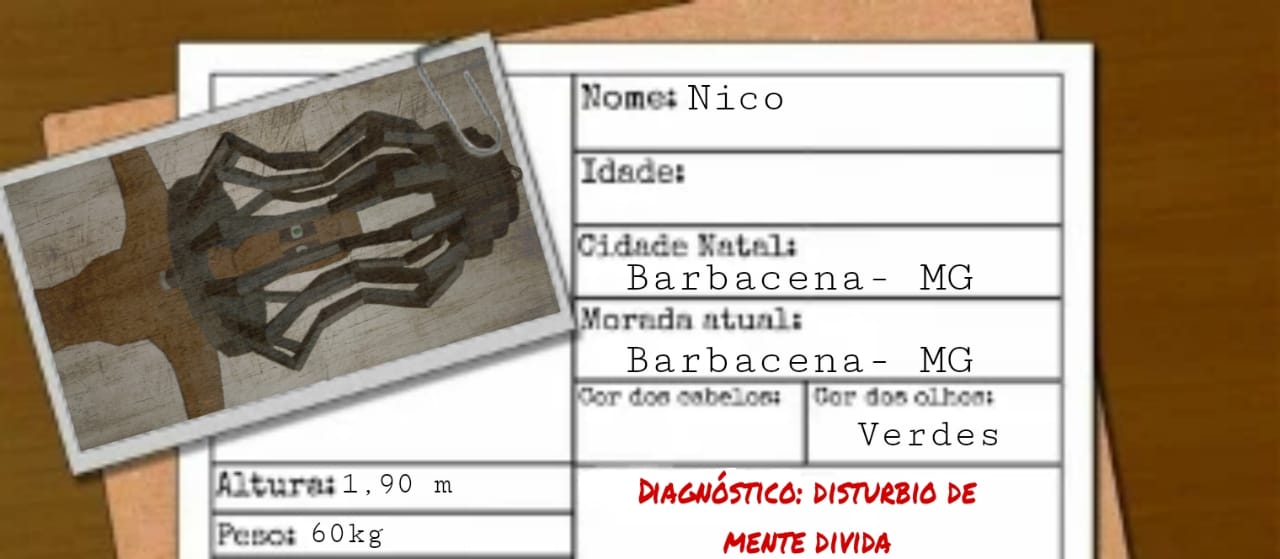 Nome: Nico
Idade:
Cidade Natal:
Barbacena- MG
Morada atual:
Barbacena- MG
Cor dos cabelos:
Cor dos olhos:
Verdes
Altura: 1,90 m
Peso: 60kg
Diagnóstico: disturbio de
mente divida